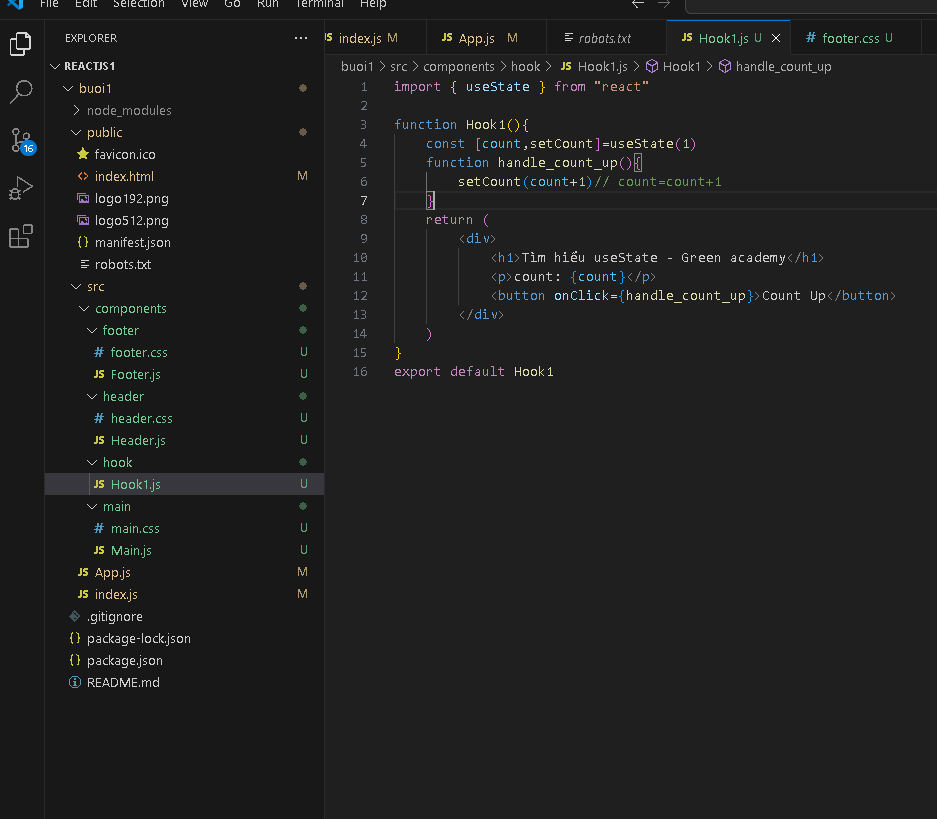 File Edit Selection View Go Run Terminal Help
EXPLORER
REACTJS1
buoi1
node_modules
public
favicon.ico
index.html M
logo192.png
logo512.png
manifest.json
robots.txt
src
components
footer
footer.css U
Footer.js U
header
header.css U
Header.js U
hook
Hook1.js U
main
main.css U
Main.js U
App.js M
index.js M
.gitignore
package-lock.json
package.json
README.md
16
JS index.js M JS App.js M robots.txt JS Hook1.js U # footer.css U
buoi1 > src > components > hook > JS Hook1.js > Hook1 > handle_count_up
1 import { useState } from "react"
2
3 function Hook1(){
4 const [count,setCount]=useState(1)
5 function handle_count_up(){
6 setCount(count+1)// count=count+1
7 }
8 return (
9 <div>
10 <h1>Tìm hiểu useState - Green academy</h1>
11 <p>count: {count}</p>
12 <button onClick={handle_count_up}>Count Up</button>
13 </div>
14 )
15 }
16 export default Hook1